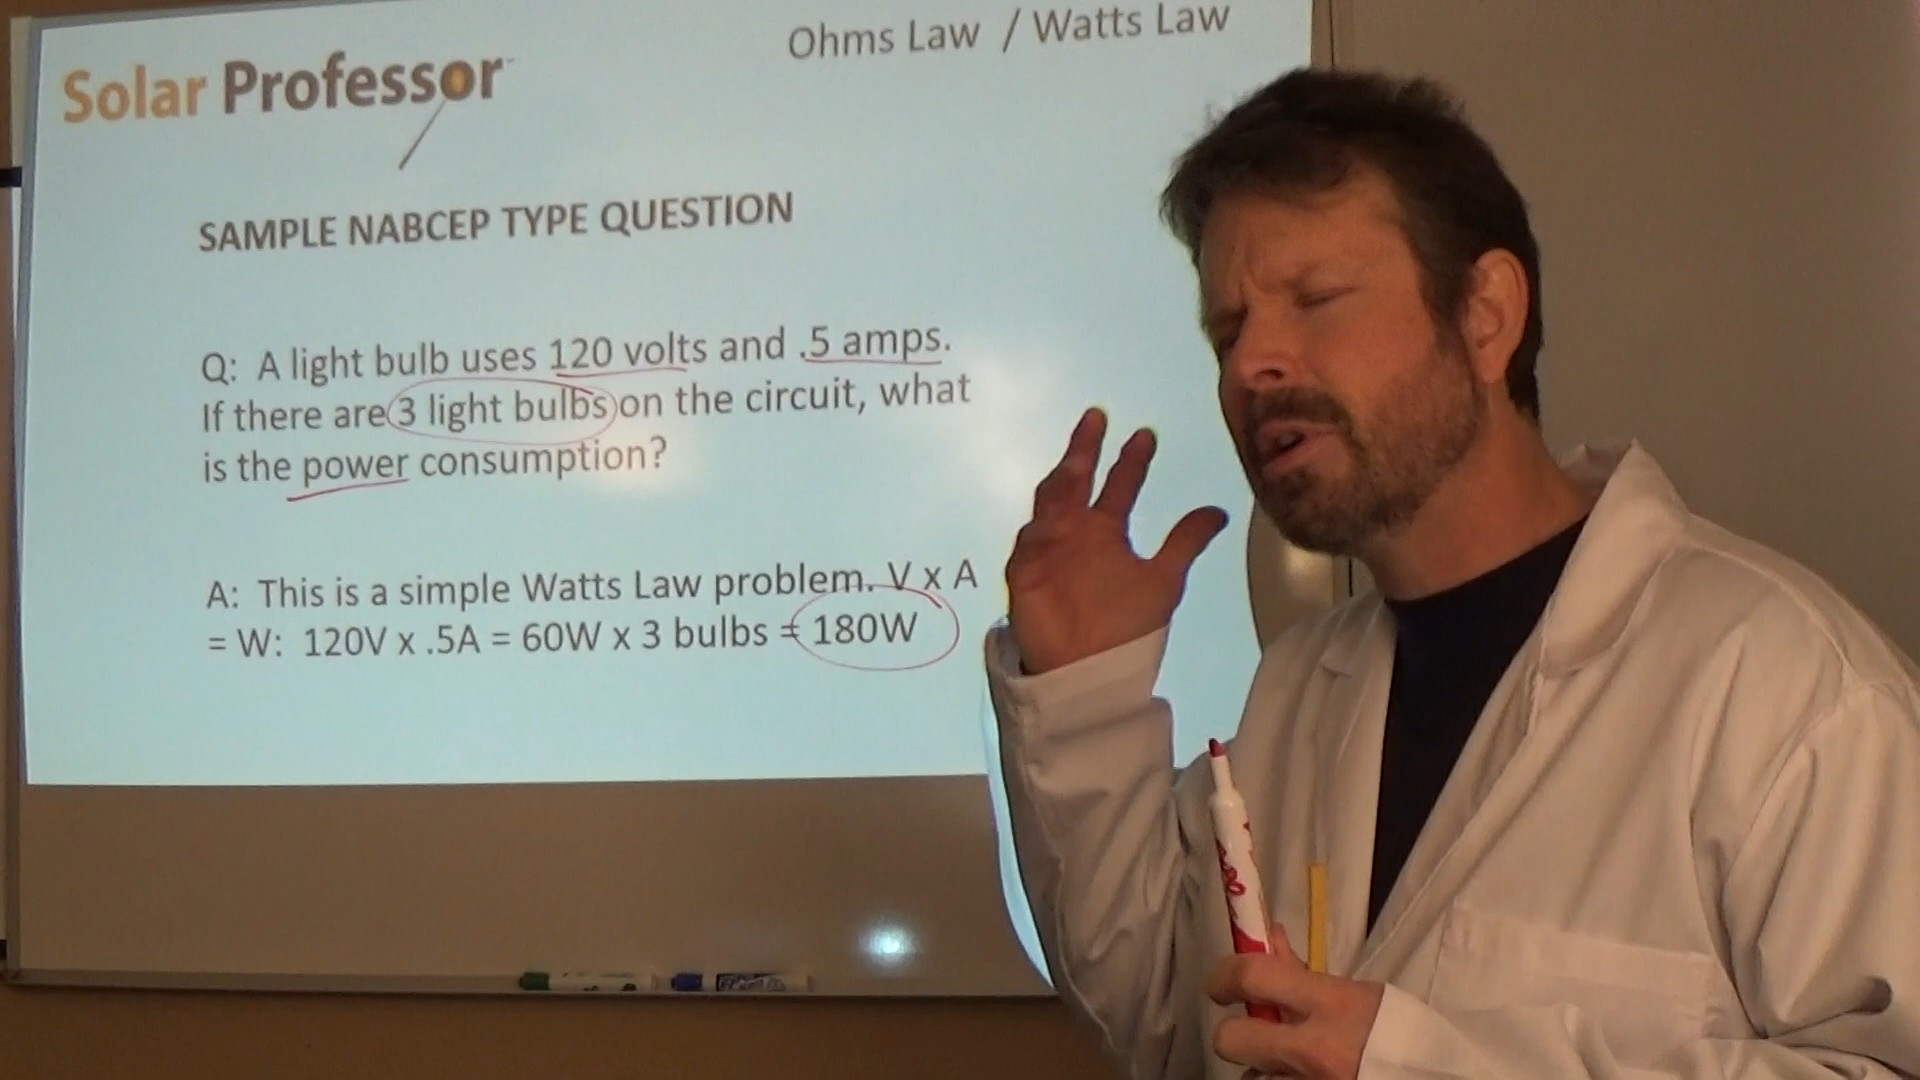 Ohms Law / Watts Law
Solar Professor
SAMPLE NABCEP TYPE QUESTION
Q: A light bulb uses 120 volts and .5 amps.
If there are 3 light bulbs on the circuit, what
is the power consumption?
A: This is a simple Watts Law problem. V x A
= W: 120V x .5A = 60W x 3 bulbs = 180W